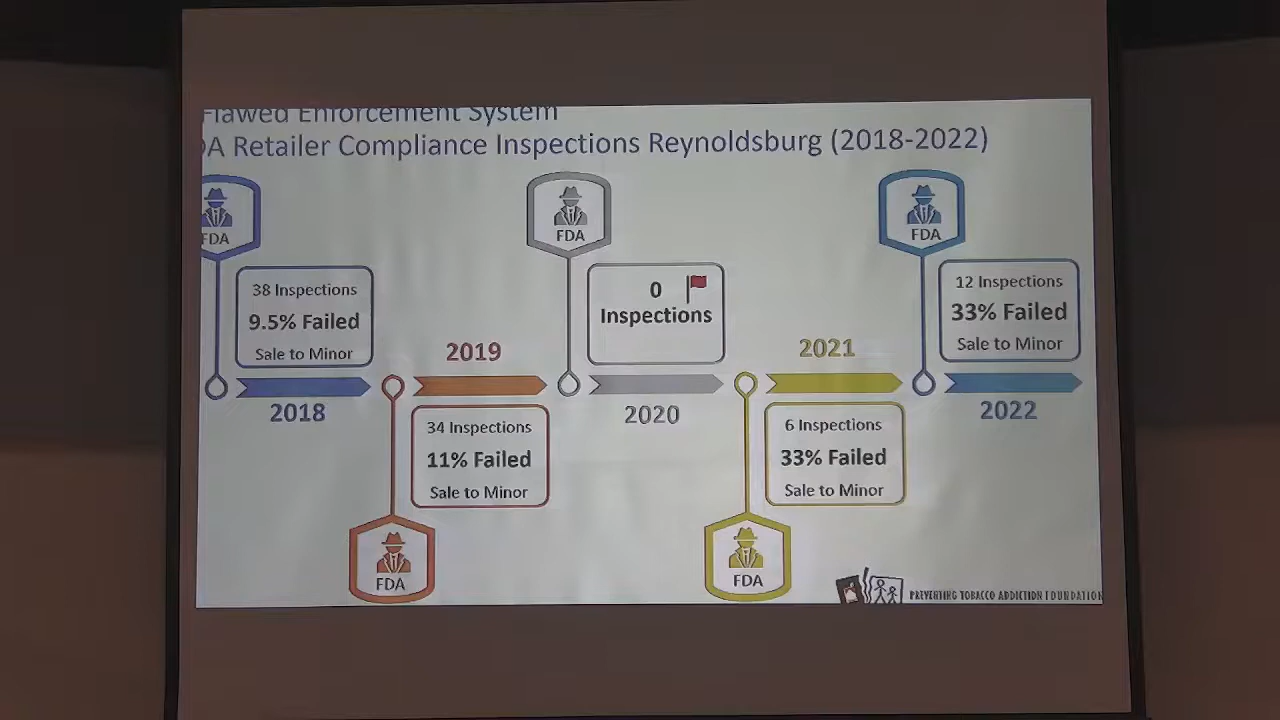 Flawed Enforcement System
DA Retailer Compliance Inspections Reynoldsburg (2018-2022)
FDA
38 Inspections
9.5% Failed
Sale to Minor
2018
2019
34 Inspections
11% Failed
Sale to Minor
FDA
FDA
0
Inspections
2020
2021
6 Inspections
33% Failed
Sale to Minor
FDA
FDA
12 Inspections
33% Failed
Sale to Minor
2022
PREVENTING TOBACCO ADDICTION FOUNDATION